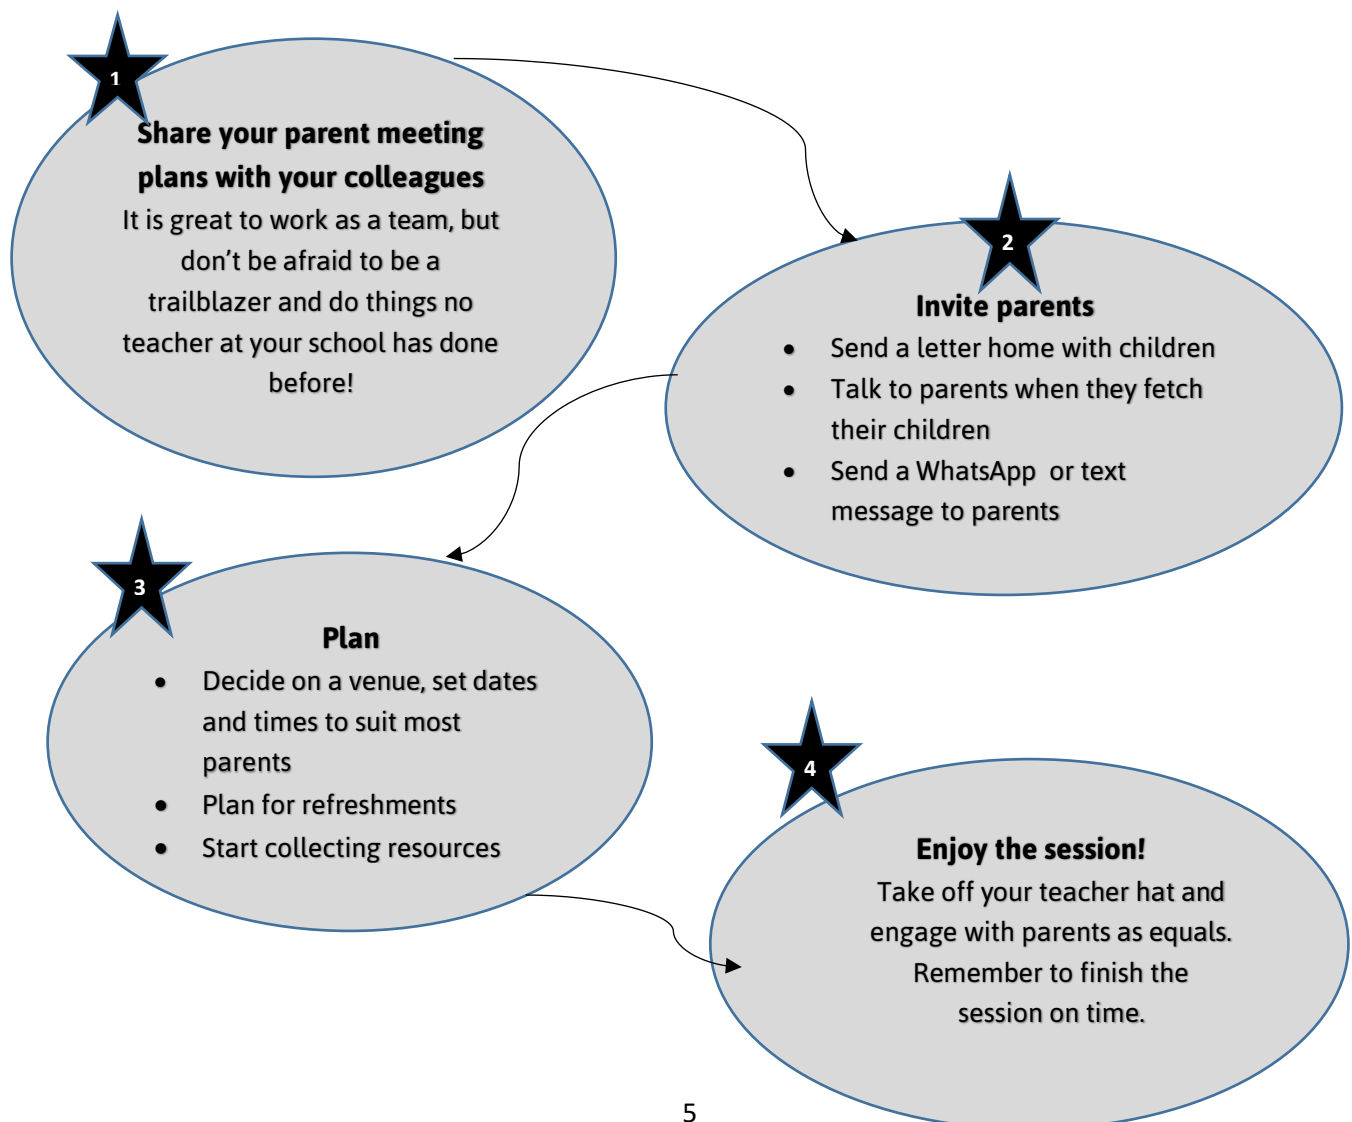 1
Share your parent meeting
plans with your colleagues
It is great to work as a team, but
don't be afraid to be a
trailblazer and do things no
teacher at your school has done
before!
2
Invite parents
• Send a letter home with children
• Talk to parents when they fetch
their children
• Send a WhatsApp  or text
message to parents
3
Plan
• Decide on a venue, set dates
and times to suit most
parents
• Plan for refreshments
• Start collecting resources
4
Enjoy the session!
Take off your teacher hat and
engage with parents as equals.
Remember to finish the
session on time.
5